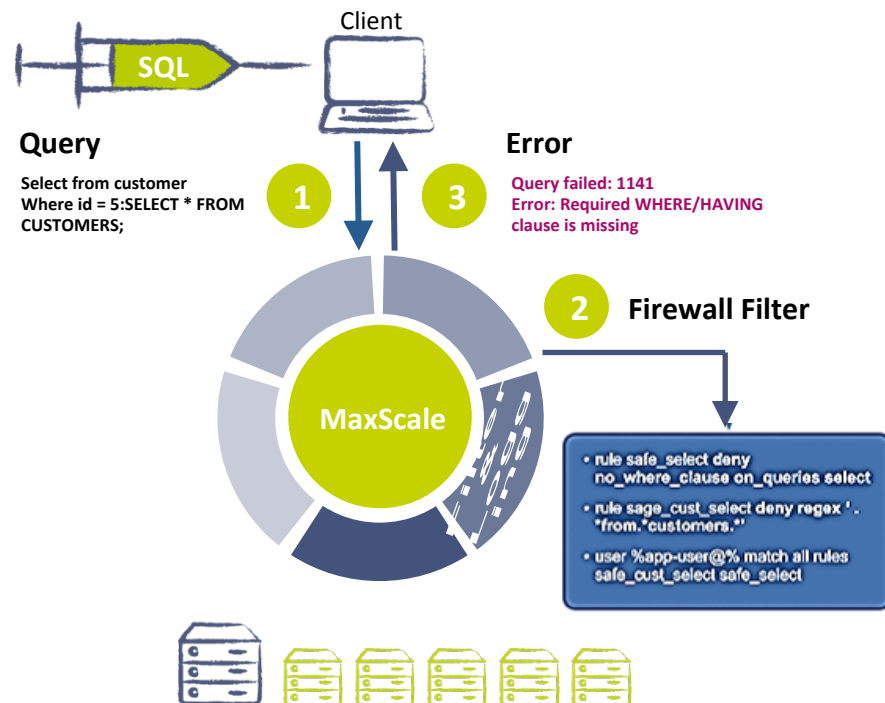 Client
SQL
Query
Select from customer
Where id = 5:SELECT * FROM
CUSTOMERS;
1
3
Error
Query failed: 1141
Error: Required WHERE/HAVING
clause is missing
2
Firewall Filter
MaxScale
• rule safe_select deny
no_where_clause on_queries select
• rule sage_cust_select deny regex ' .
*from.*customers.*'
• user %app-user@% match all rules
safe_cust_select safe_select